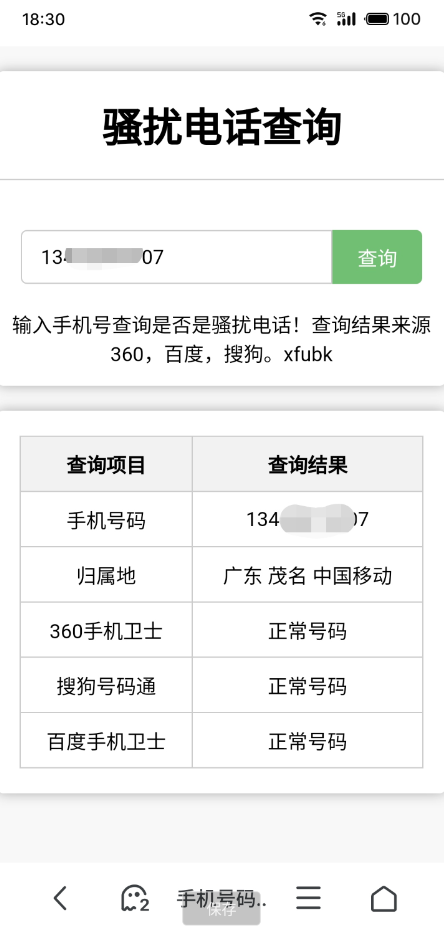 18:30
5G
100
骚扰电话查询
134 07
查询
输入手机号查询是否是骚扰电话！查询结果来源
360，百度，搜狗。xfubk
查询项目 查询结果
手机号码 134 07
归属地 广东 茂名 中国移动
360手机卫士 正常号码
搜狗号码通 正常号码
百度手机卫士 正常号码
2
手机号码..
保存